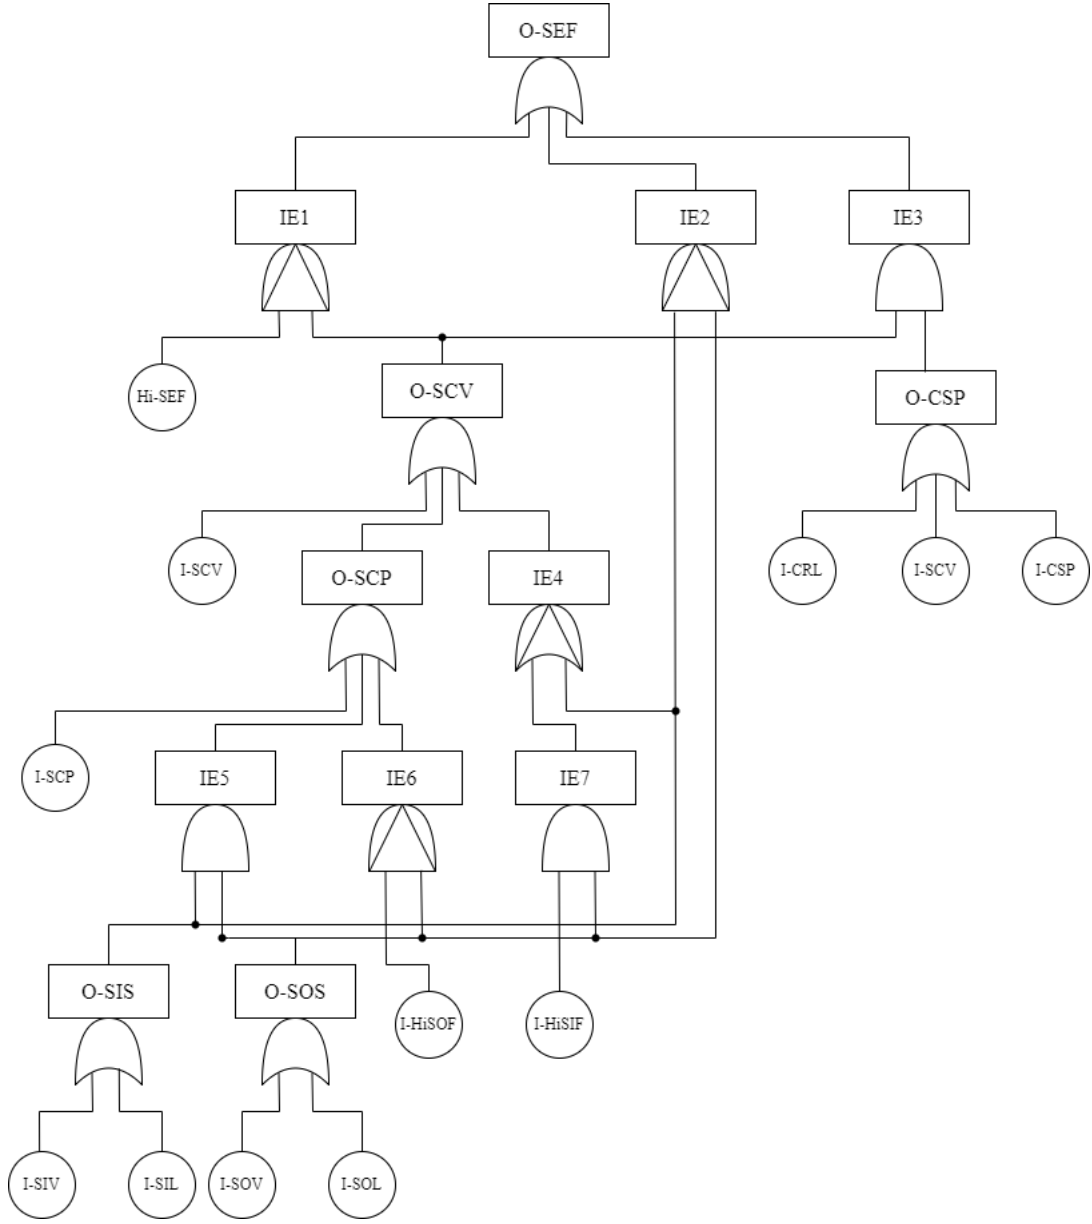 O-SEF
IE1
IE2
IE3
Hi-SEF
O-SCV
O-CSP
I-SCV
O-SCP
IE4
I-CRL
I-SCV
I-CSP
I-SCP
IE5
IE6
IE7
O-SIS
O-SOS
I-HiSOF
I-HiSIF
I-SIV
I-SIL
I-SOV
I-SOL